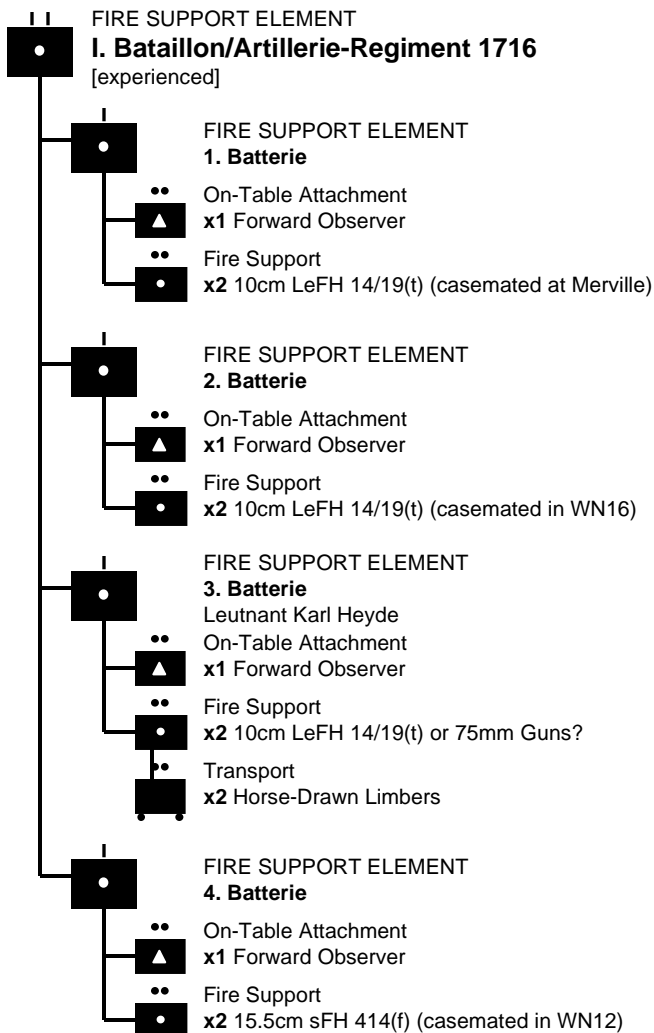 FIRE SUPPORT ELEMENT
I. Bataillon/Artillerie-Regiment 1716
[experienced]
FIRE SUPPORT ELEMENT
1. Batterie
On-Table Attachment
x1 Forward Observer
Fire Support
x2 10cm LeFH 14/19(t) (casemated at Merville)
FIRE SUPPORT ELEMENT
2. Batterie
On-Table Attachment
x1 Forward Observer
Fire Support
x2 10cm LeFH 14/19(t) (casemated in WN16)
FIRE SUPPORT ELEMENT
3. Batterie
Leutnant Karl Heyde
On-Table Attachment
x1 Forward Observer
Fire Support
x2 10cm LeFH 14/19(t) or 75mm Guns?
Transport
x2 Horse-Drawn Limbers
FIRE SUPPORT ELEMENT
4. Batterie
On-Table Attachment
x1 Forward Observer
Fire Support
x2 15.5cm sFH 414(f) (casemated in WN12)